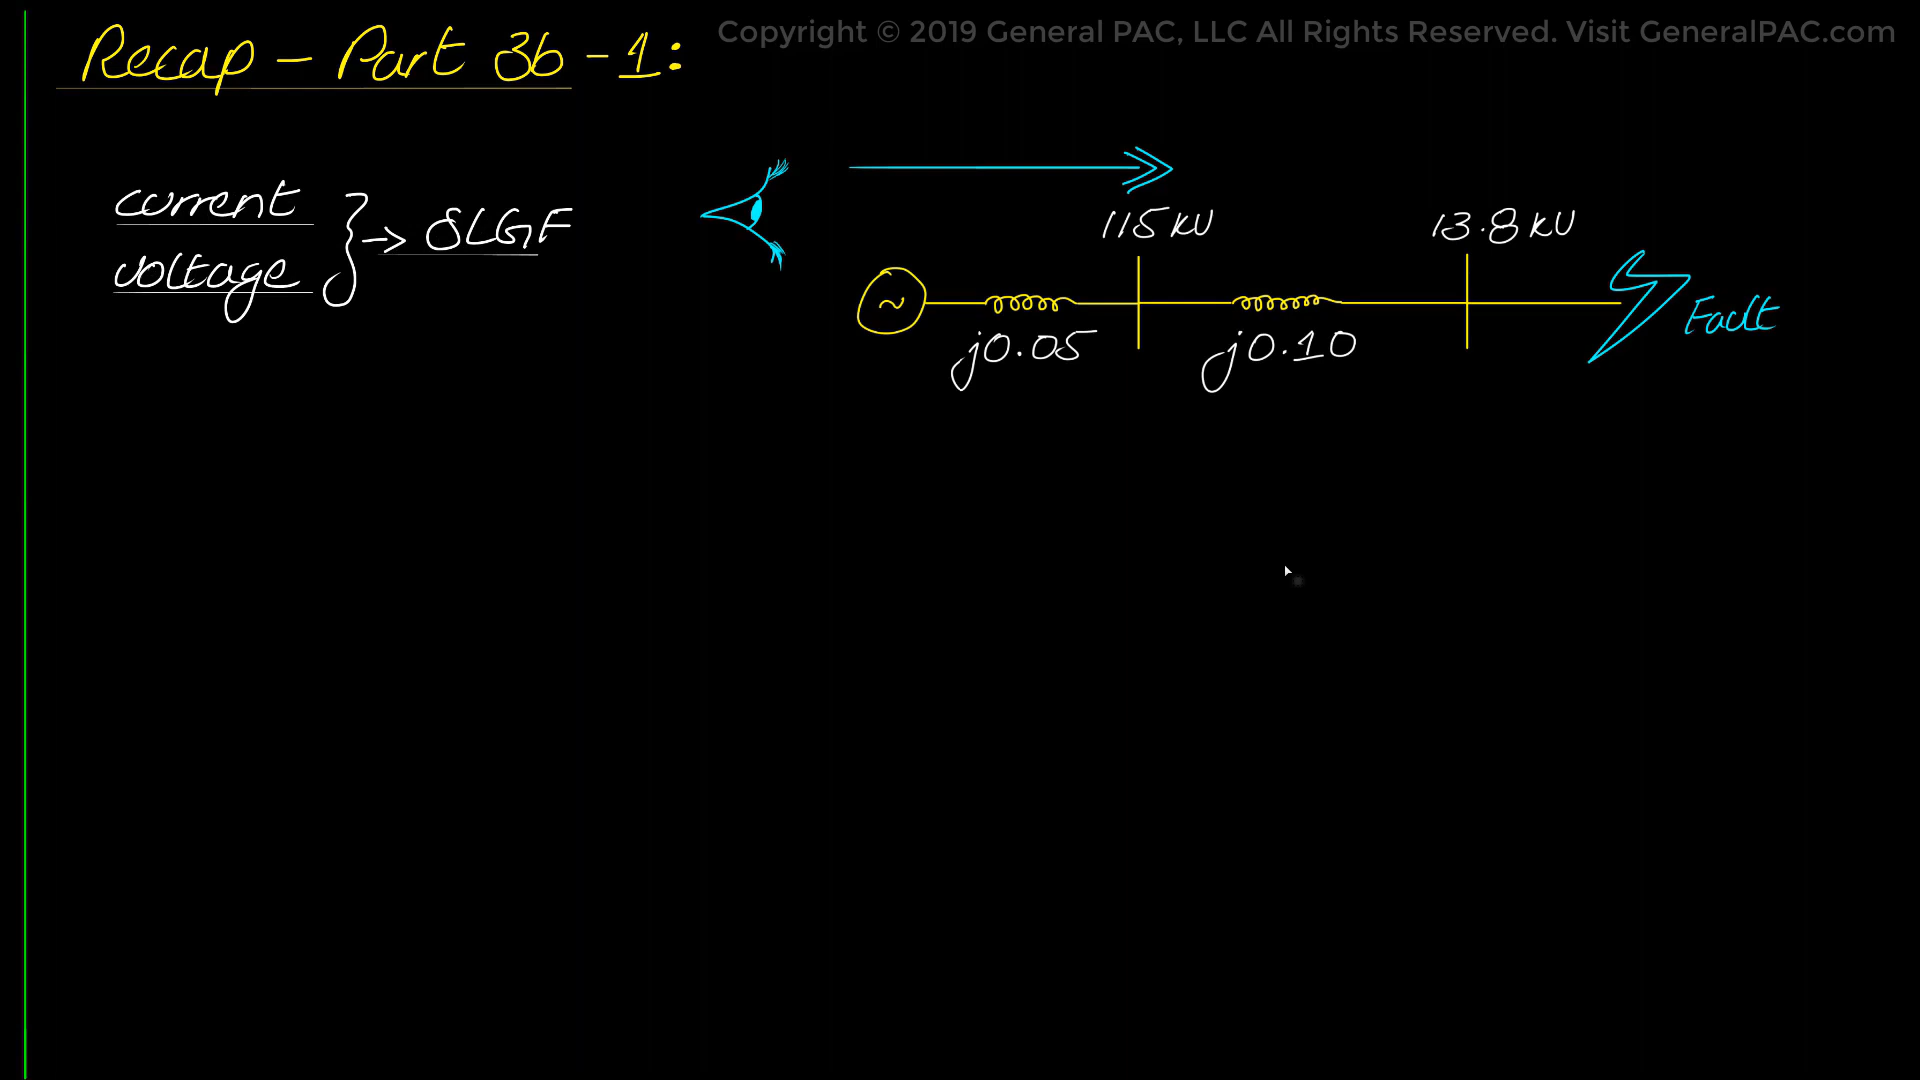 Copyright © 2019 General PAC, LLC All Rights Reserved. Visit GeneralPAC.com
Recap - Part 3b - 1:
current
voltage
→ SLGF
115 kV
13.8 kV
~
j0.05
j0.10
Fault